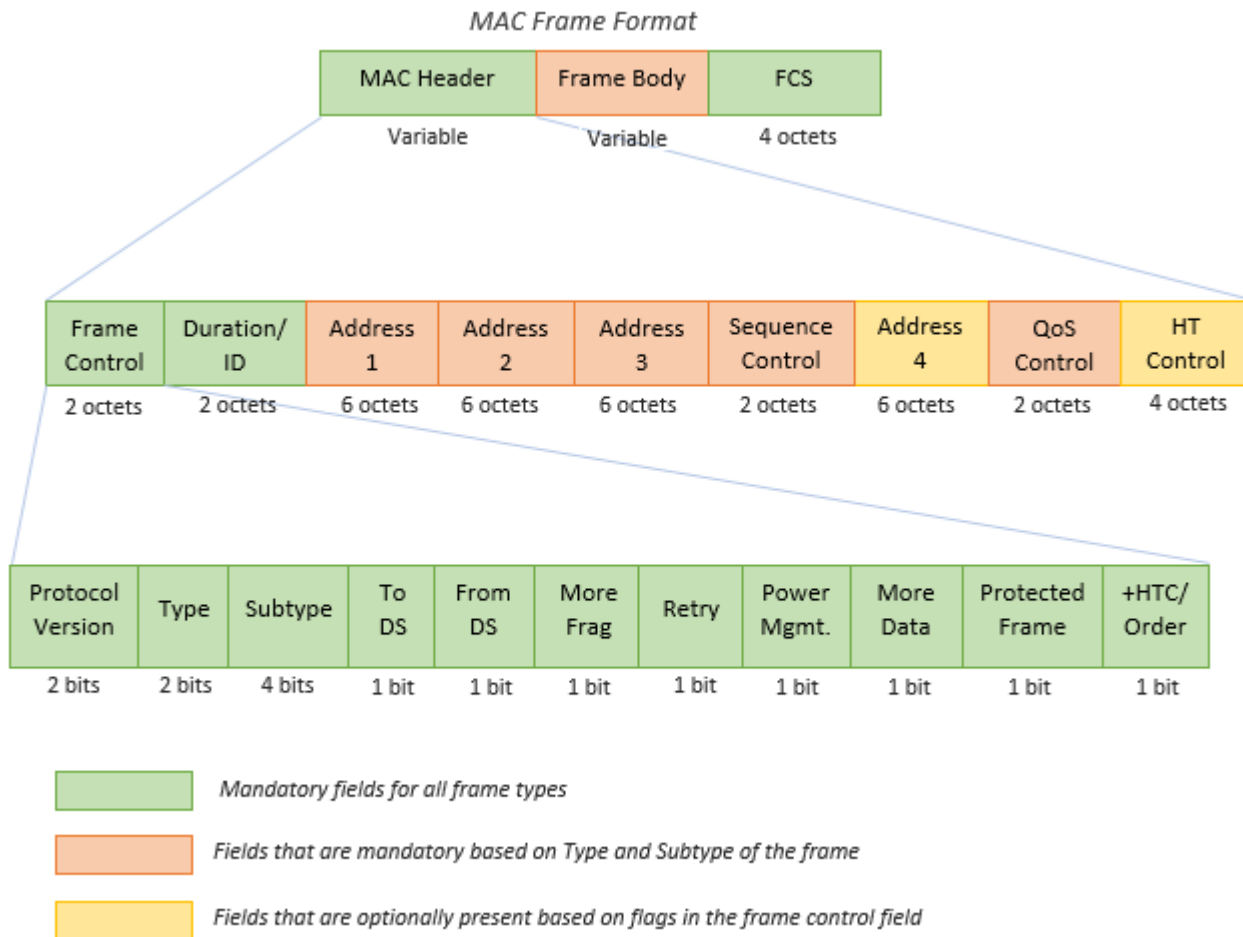 MAC Frame Format
MAC Header Frame Body FCS
Variable Variable 4 octets
Frame Control
Duration/ ID
Address 1
Address 2
Address 3
Sequence Control
Address 4
QoS Control
HT Control
2 octets 2 octets 6 octets 6 octets 6 octets 2 octets 6 octets 2 octets 4 octets
Protocol Version
Type
Subtype
To DS
From DS
More Frag
Retry
Power Mgmt.
More Data
Protected Frame
+HTC/ Order
2 bits 2 bits 4 bits 1 bit 1 bit 1 bit 1 bit 1 bit 1 bit 1 bit 1 bit
Mandatory fields for all frame types
Fields that are mandatory based on Type and Subtype of the frame
Fields that are optionally present based on flags in the frame control field